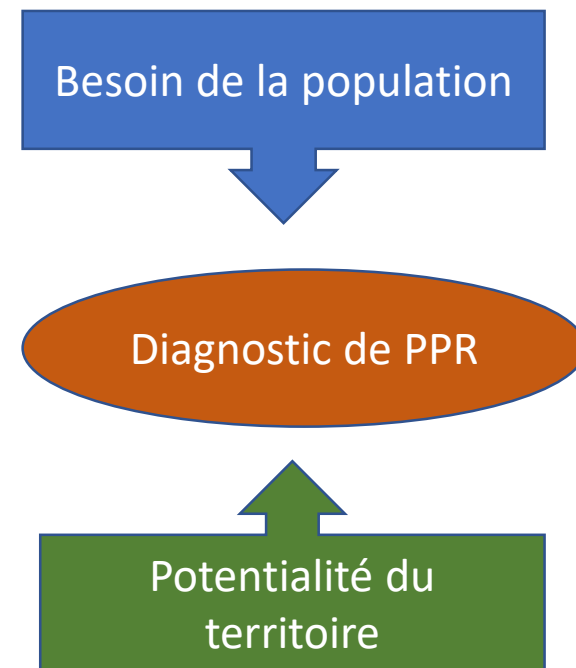 Besoin de la population
Diagnostic de PPR
Potentialité du
territoire